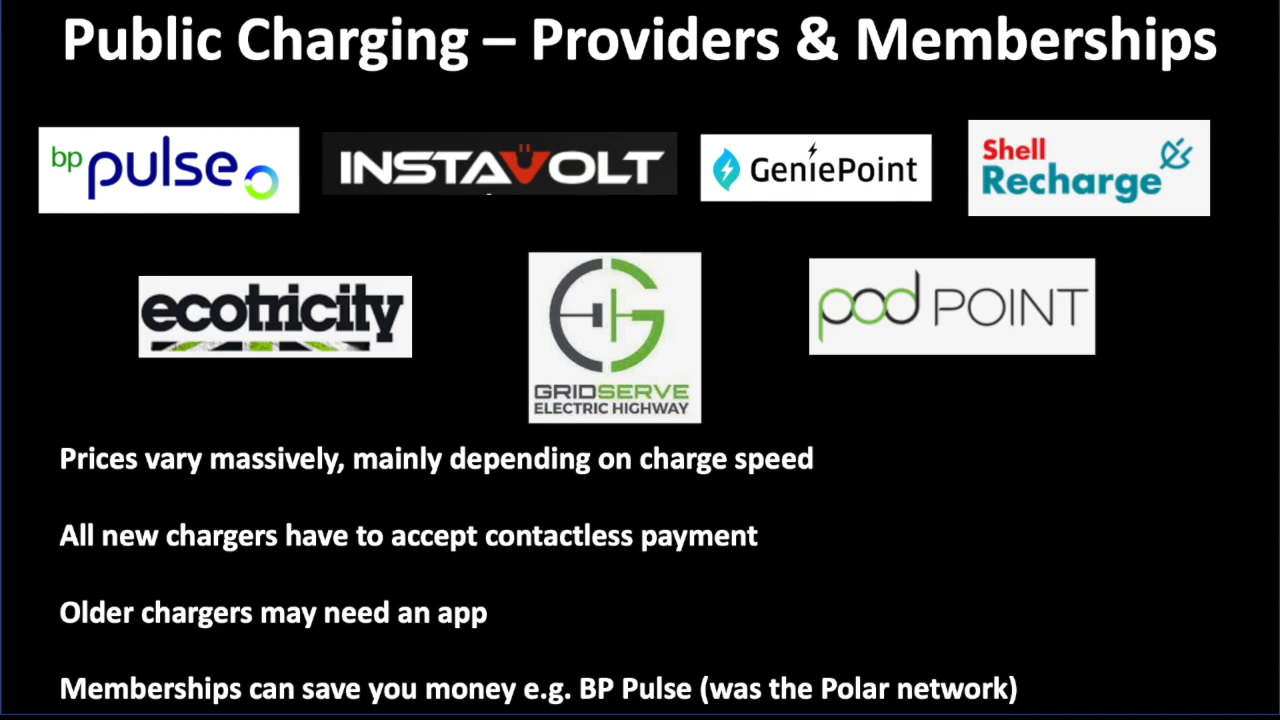 Public Charging – Providers & Memberships
bp pulse
INSTAVOLT
GeniePoint
Shell
Recharge
ecotricity
GRIDSERVE
ELECTRIC HIGHWAY
pod POINT
Prices vary massively, mainly depending on charge speed
All new chargers have to accept contactless payment
Older chargers may need an app
Memberships can save you money e.g. BP Pulse (was the Polar network)